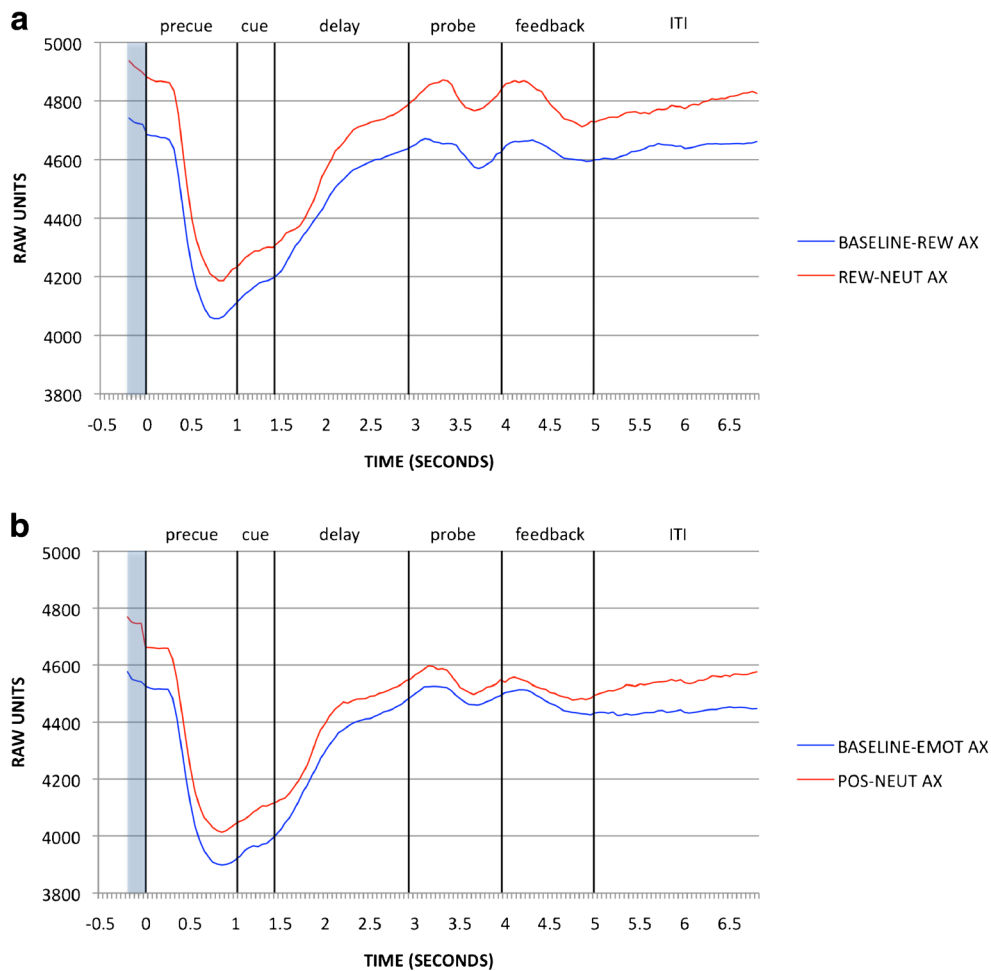 a
precue cue delay probe feedback ITI
5000
4800
4600
4400
4200
4000
3800
RAW UNITS
-0.5 0 0.5 1 1.5 2 2.5 3 3.5 4 4.5 5 5.5 6 6.5
TIME (SECONDS)
BASELINE-REW AX
REW-NEUT AX
b
precue cue delay probe feedback ITI
5000
4800
4600
4400
4200
4000
3800
RAW UNITS
-0.5 0 0.5 1 1.5 2 2.5 3 3.5 4 4.5 5 5.5 6 6.5
TIME (SECONDS)
BASELINE-EMOT AX
POS-NEUT AX